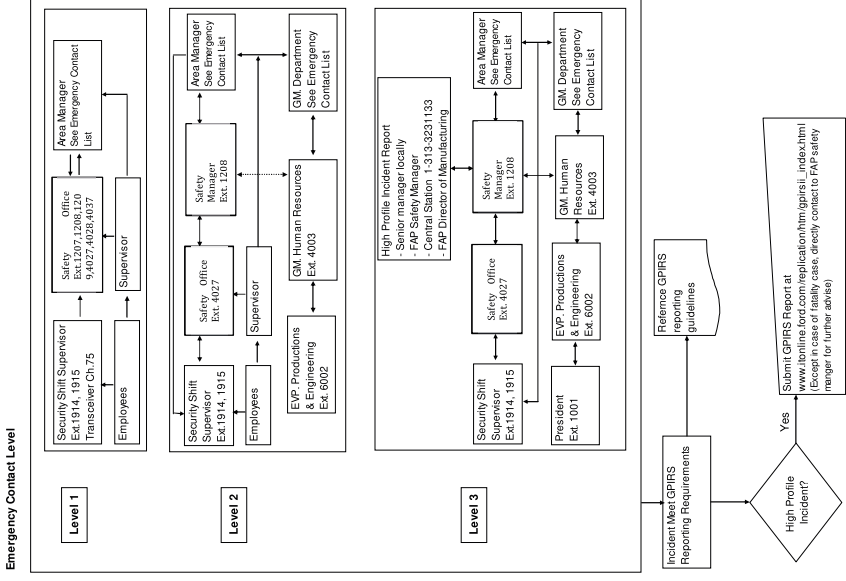 Emergency Contact Level
Level 1
Security Shift Supervisor
Ext.1914, 1915
Transceiver Ch.75
Safety Office
Ext.1207,1208,120
9,4027,4028,4037
Area Manager
See Emergency Contact
List
Employees
Supervisor
Level 2
Security Shift
Supervisor
Ext.1914, 1915
Safety Office
Ext. 4027
Safety
Manager
Ext. 1208
Area Manager
See Emergency
Contact List
Employees
Supervisor
EVP. Productions
& Engineering
Ext. 6002
GM. Human Resources
Ext. 4003
GM. Department
See Emergency
Contact List
Level 3
High Profile Incident Report
- Senior manager locally
- FAP Safety Manager
- Central Station 1-313-3231133
- FAP Director of Manufacturing
Security Shift
Supervisor
Ext.1914, 1915
Safety Office
Ext. 4027
Safety
Manager
Ext. 1208
Area Manager
See Emergency
Contact List
President
Ext. 1001
EVP. Productions
& Engineering
Ext. 6002
GM. Human
Resources
Ext. 4003
GM. Department
See Emergency
Contact List
Incident Meet GPIRS
Reporting Requirements
Refernce GPIRS
reporting
guidelines
High Profile
Incident?
Yes
Submit GPIRS Report at
www.ltonline.ford.com/replication/htm/gpirsii_index.html
(Except in case of fatality case, directly contact to FAP safety
manger for further advise)